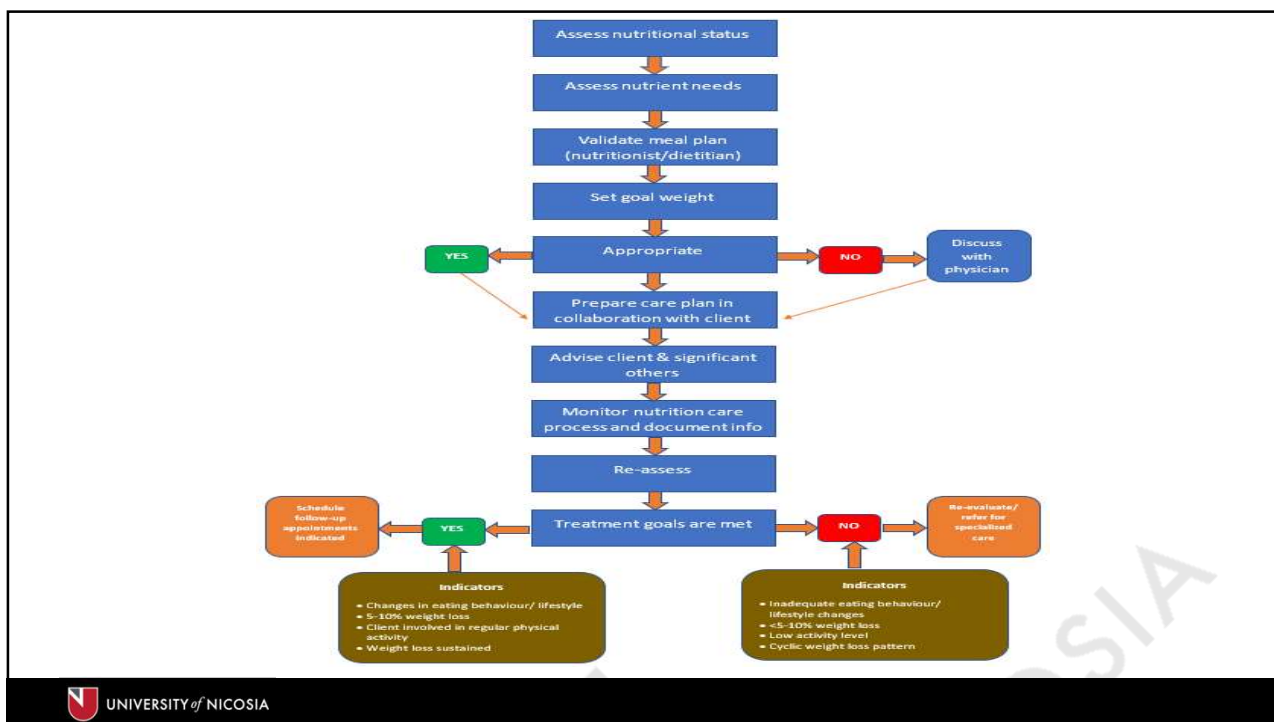 Assess nutritional status
Assess nutrient needs
Validate meal plan
(nutritionist/dietitian)
Set goal weight
YES
Appropriate
NO
Discuss
with
physician
Prepare care plan in
collaboration with client
Advise client & significant
others
Monitor nutrition care
process and document info
Re-assess
Schedule
follow-up
appointments
indicated
YES
Treatment goals are met
NO
Re-evaluate/
refer for
specialised
care
Indicators
• Changes in eating behaviour/ lifestyle
• 5-10% weight loss
• Client involved in regular physical
activity
• Weight loss sustained
Indicators
• Inadequate eating behaviour/
lifestyle changes
• <5-10% weight loss
• Low activity level
• Cyclic weight loss pattern
OSIA
UNIVERSITY of NICOSIA